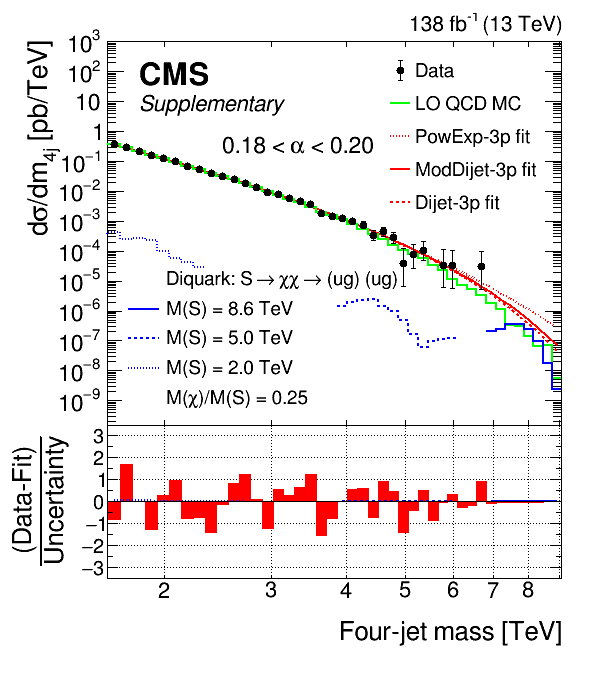 138 fb⁻¹ (13 TeV)
CMS
Supplementary
0.18 < α < 0.20
Data
LO QCD MC
PowExp-3p fit
ModDijet-3p fit
Dijet-3p fit
dσ/dm₄ⱼ [pb/TeV]
10³
10²
10
1
10⁻¹
10⁻²
10⁻³
10⁻⁴
10⁻⁵
10⁻⁶
10⁻⁷
10⁻⁸
10⁻⁹
Diquark: S → χχ → (ug) (ug)
M(S) = 8.6 TeV
M(S) = 5.0 TeV
M(S) = 2.0 TeV
M(χ)/M(S) = 0.25
(Data-Fit)
Uncertainty
3
2
1
0
−1
−2
−3
2 3 4 5 6 7 8
Four-jet mass [TeV]